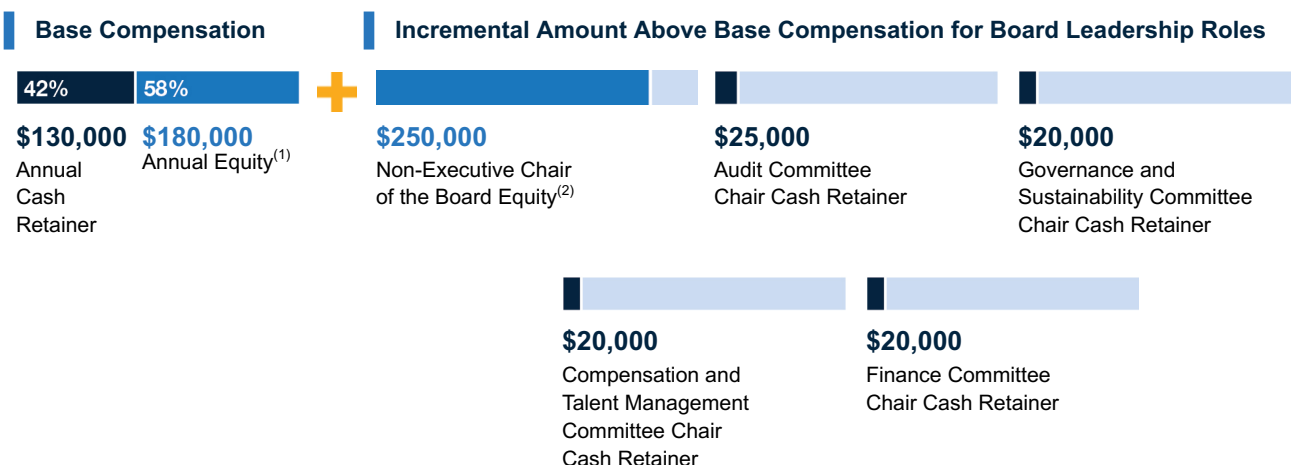 Base Compensation
Incremental Amount Above Base Compensation for Board Leadership Roles
42%
58%
$130,000
Annual
Cash
Retainer
$180,000
Annual Equity(1)
$250,000
Non-Executive Chair
of the Board Equity(2)
$25,000
Audit Committee
Chair Cash Retainer
$20,000
Governance and
Sustainability Committee
Chair Cash Retainer
$20,000
Compensation and
Talent Management
Committee Chair
Cash Retainer
$20,000
Finance Committee
Chair Cash Retainer